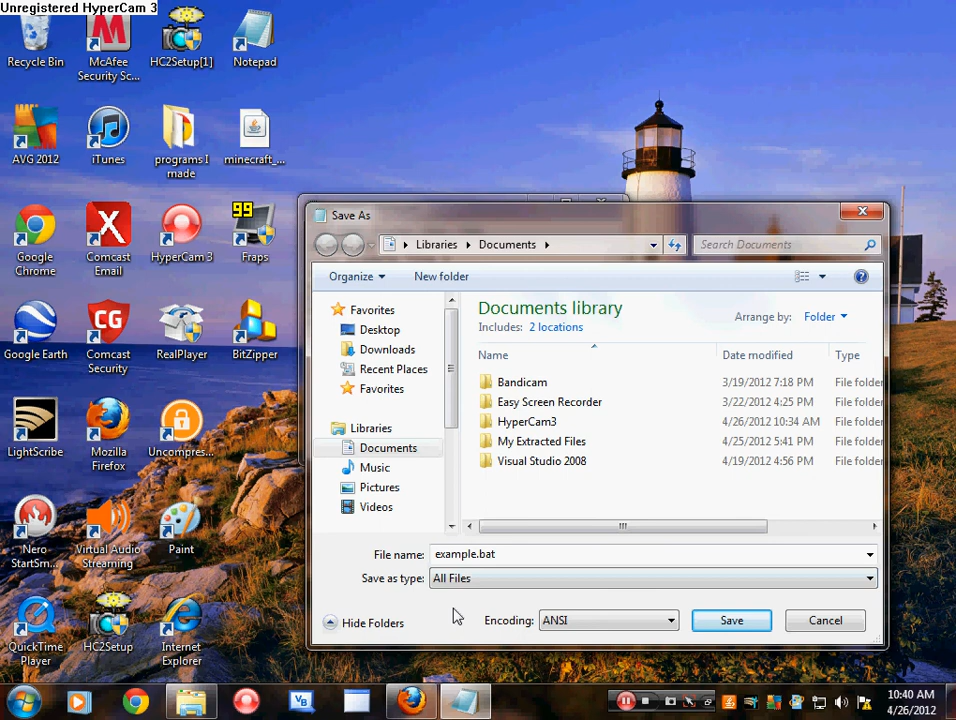 Unregistered HyperCam 3
Recycle Bin
McAfee
Security Sc...
HC2Setup[1]
Notepad
AVG 2012
iTunes
programs I
made
minecraft_...
Google
Chrome
Comcast
Email
HyperCam 3
99
Fraps
Google Earth
CG
Comcast
Security
RealPlayer
BitZipper
LightScribe
Mozilla
Firefox
Uncompres...
Nero
StartSm...
Virtual Audio
Streaming
Paint
QuickTime
Player
HC2Setup
Internet
Explorer
Save As
Libraries
Documents
Search Documents
Organize
New folder
Favorites
Desktop
Downloads
Recent Places
Favorites
Libraries
Documents
Music
Pictures
Videos
Documents library
Includes: 2 locations
Arrange by: Folder
Name Date modified Type
Bandicam 3/19/2012 7:18 PM File folder
Easy Screen Recorder 3/22/2012 4:25 PM File folder
HyperCam3 4/26/2012 10:34 AM File folder
My Extracted Files 4/25/2012 5:41 PM File folder
Visual Studio 2008 4/19/2012 4:56 PM File folder
File name: example.bat
Save as type: All Files
Hide Folders
Encoding: ANSI
Save
Cancel
VB
10:40 AM
4/26/2012